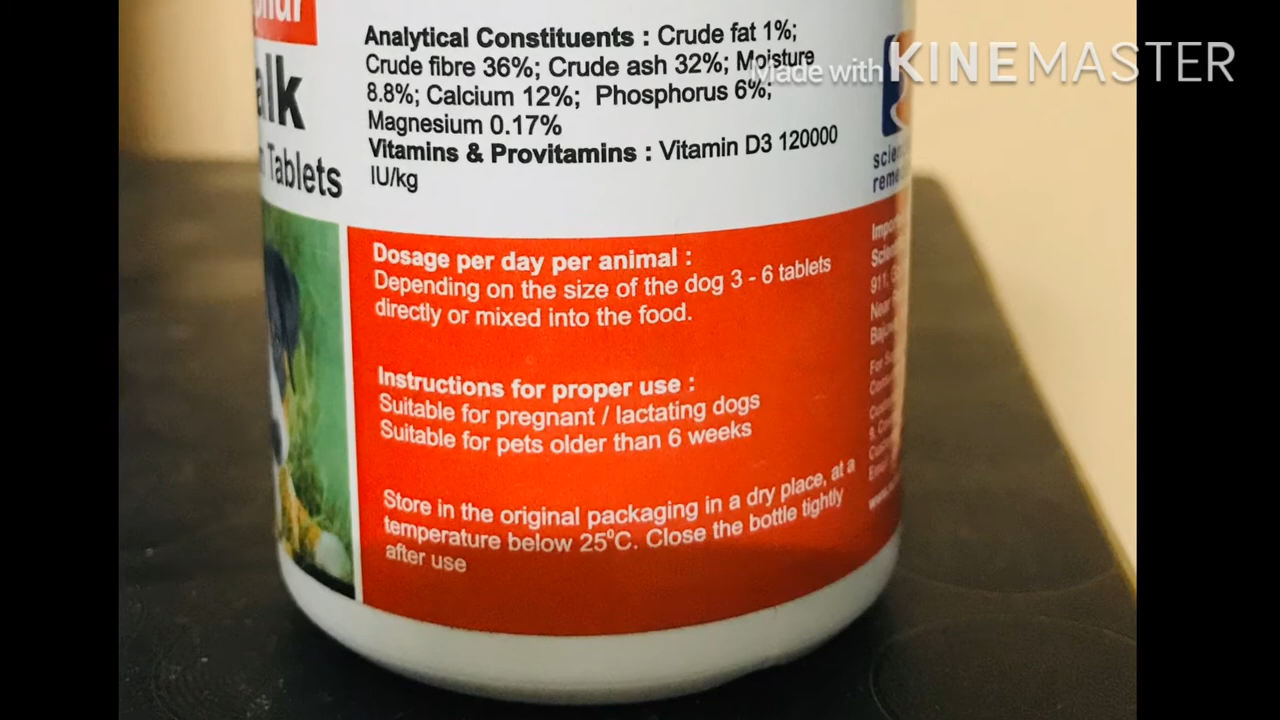 Analytical Constituents : Crude fat 1%;
Crude fibre 36%; Crude ash 32%; Moisture
8.8%; Calcium 12%; Phosphorus 6%;
Magnesium 0.17%
Vitamins & Provitamins : Vitamin D3 120000
IU/kg
Tablets
Dosage per day per animal :
Depending on the size of the dog 3 - 6 tablets
directly or mixed into the food.
Instructions for proper use :
Suitable for pregnant / lactating dogs
Suitable for pets older than 6 weeks
Store in the original packaging in a dry place, at a
temperature below 25⁰C. Close the bottle tightly
after use
Made with KINEMASTER